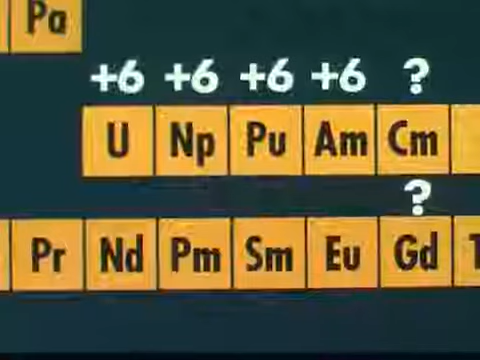 Pa
+6 +6 +6 +6 ?
U Np Pu Am Cm
?
Pr Nd Pm Sm Eu Gd T